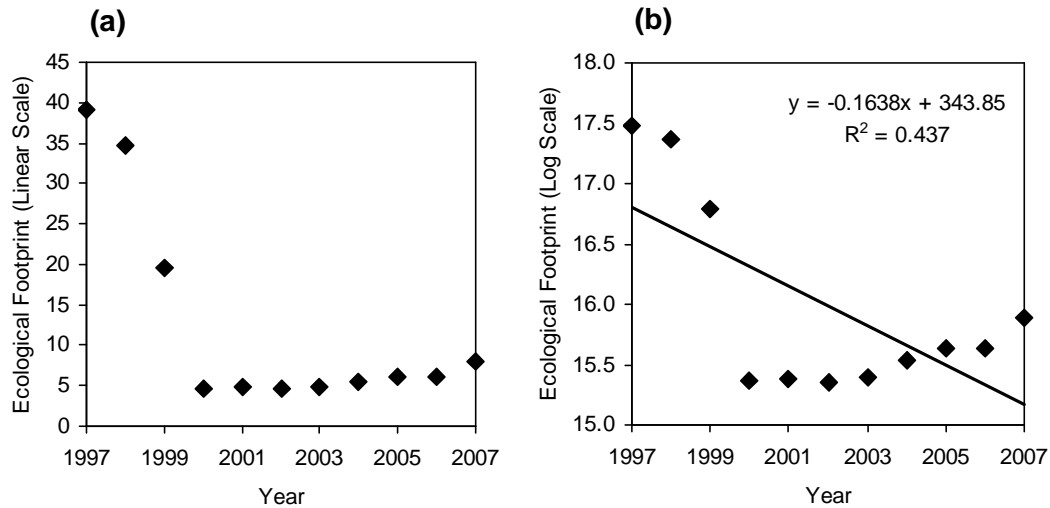 (a)
Ecological Footprint (Linear Scale)
45
40
35
30
25
20
15
10
5
0
1997 1999 2001 2003 2005 2007
Year
(b)
Ecological Footprint (Log Scale)
18.0
17.5
17.0
16.5
16.0
15.5
15.0
y = -0.1638x + 343.85
R² = 0.437
1997 1999 2001 2003 2005 2007
Year